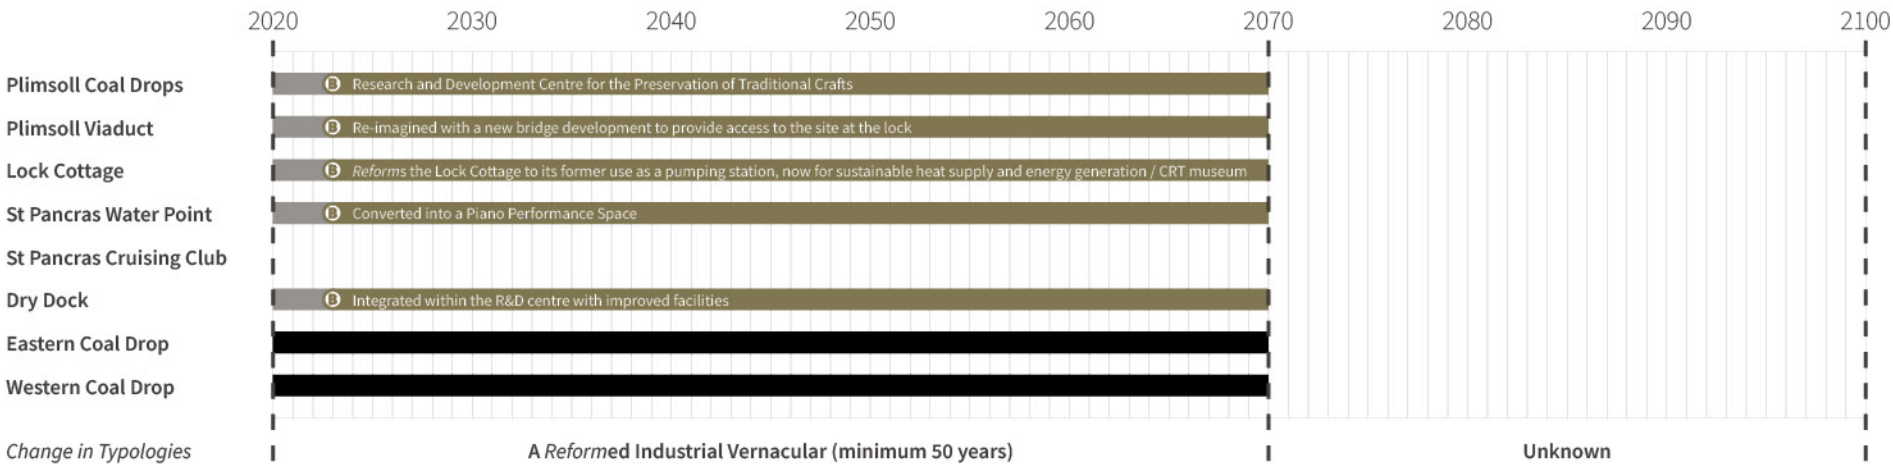 2020 2030 2040 2050 2060 2070 2080 2090 2100
Plimsoll Coal Drops B Research and Development Centre for the Preservation of Traditional Crafts
Plimsoll Viaduct B Re-imagined with a new bridge development to provide access to the site at the lock
Lock Cottage B Reforms the Lock Cottage to its former use as a pumping station, now for sustainable heat supply and energy generation / CRT museum
St Pancras Water Point B Converted into a Piano Performance Space
St Pancras Cruising Club
Dry Dock B Integrated within the R&D centre with improved facilities
Eastern Coal Drop
Western Coal Drop
Change in Typologies A Reformed Industrial Vernacular (minimum 50 years) Unknown